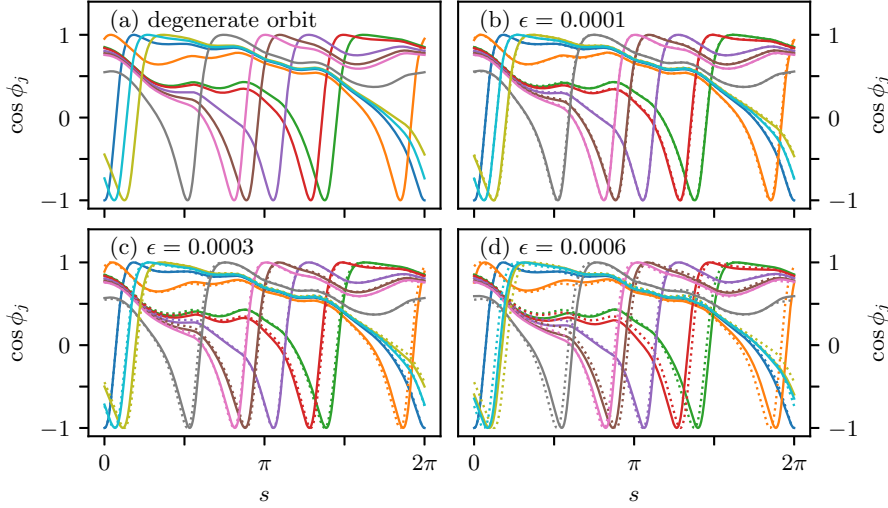 (a) degenerate orbit
(b) ϵ = 0.0001
1
0
−1
cos ϕj
1
0
−1
cos ϕj
(c) ϵ = 0.0003
(d) ϵ = 0.0006
1
0
−1
cos ϕj
1
0
−1
cos ϕj
0 π 2π
0 π 2π
s
s